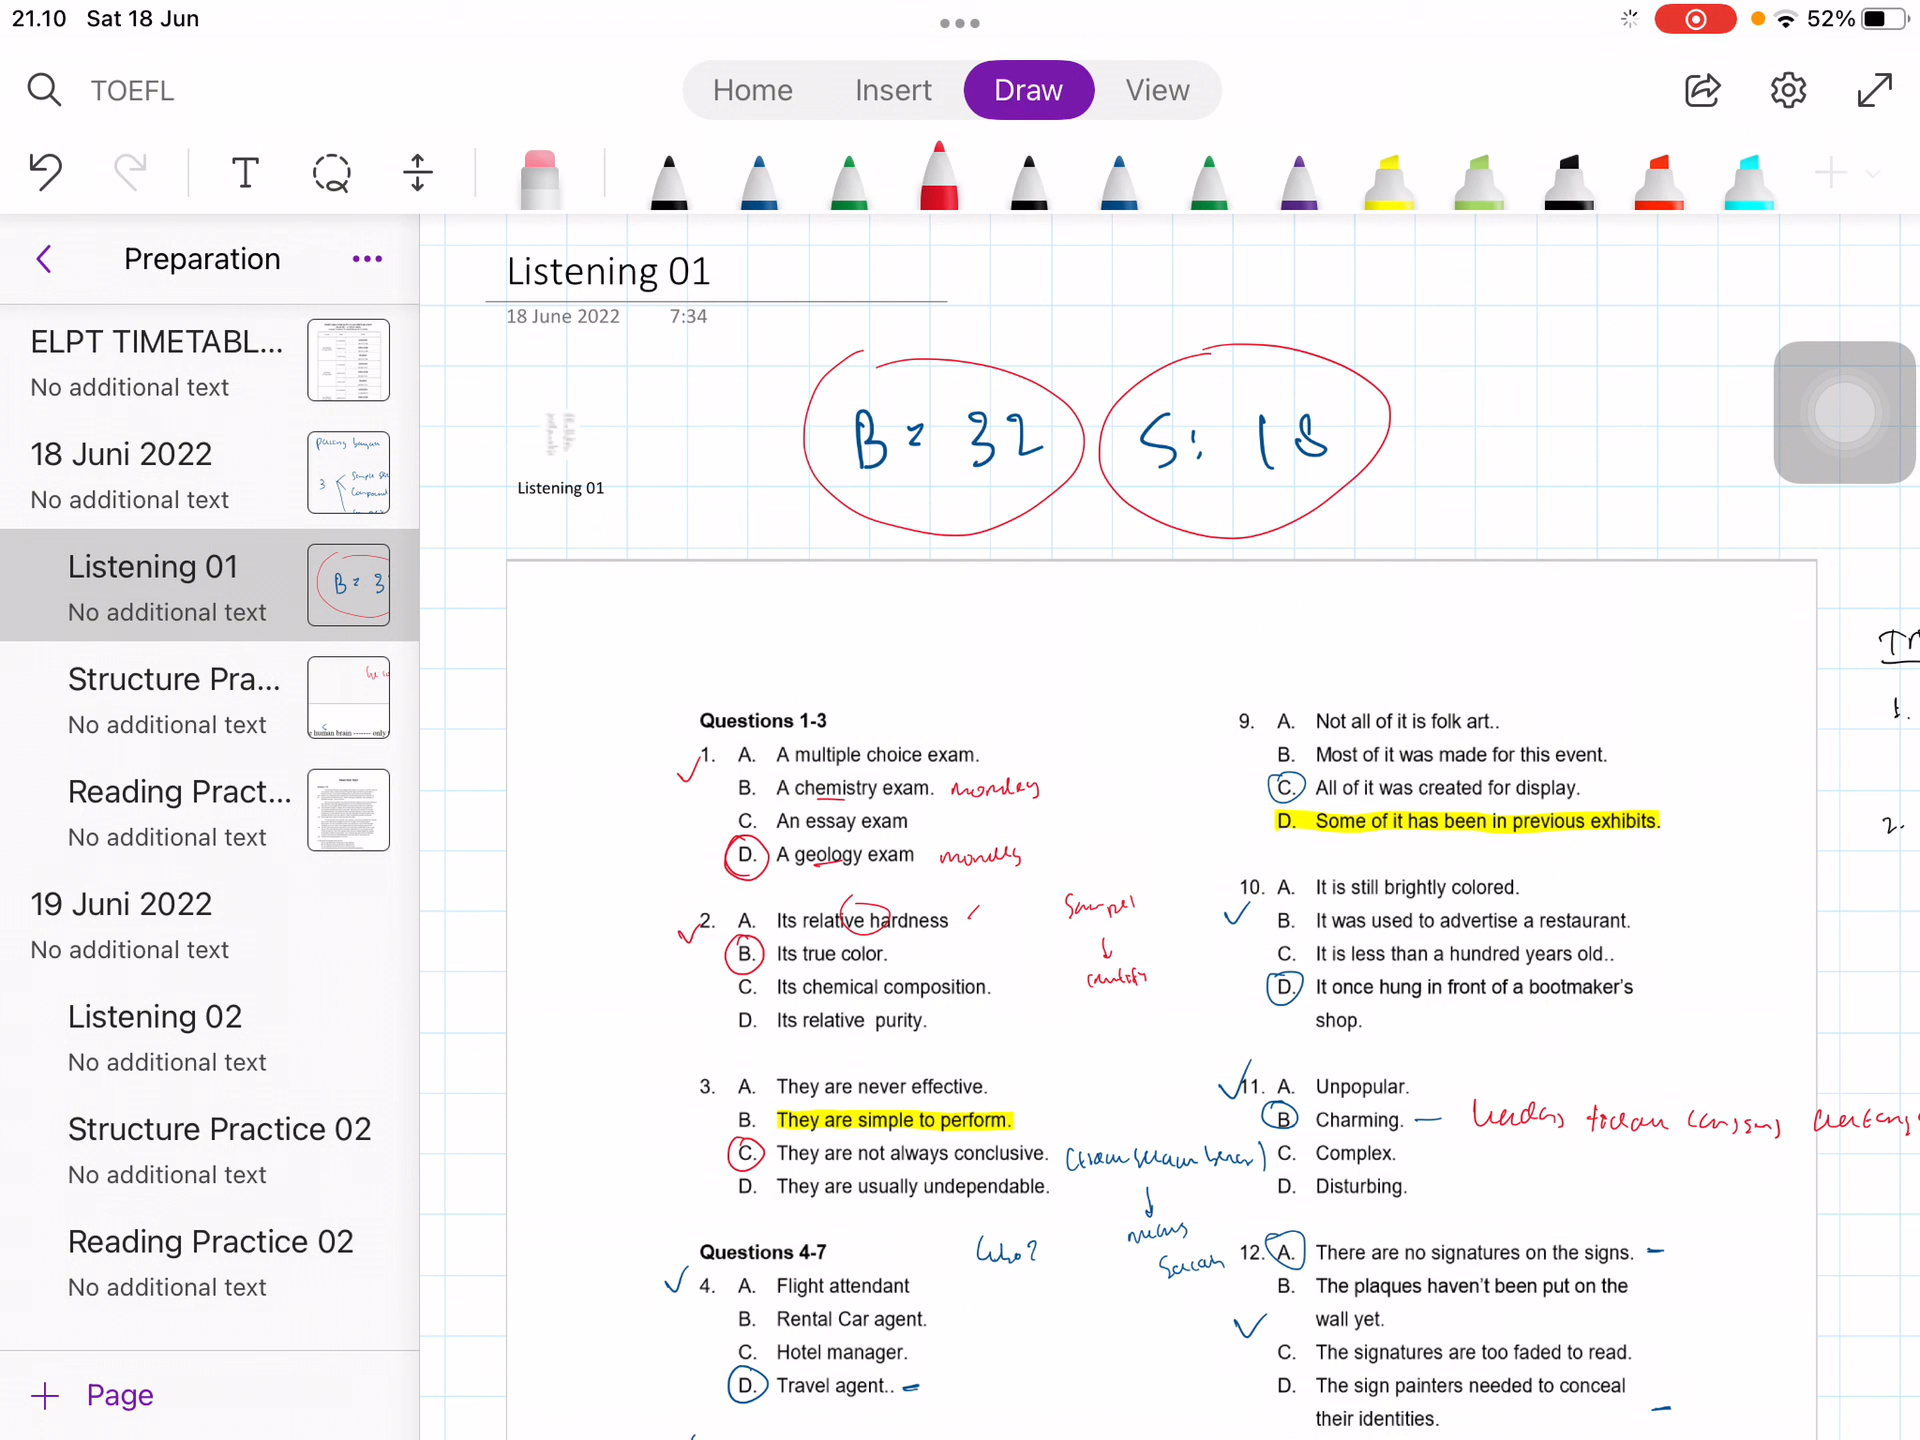 21.10 Sat 18 Jun
52%
TOEFL
Home Insert Draw View
Preparation
ELPT TIMETABL...
No additional text
18 Juni 2022
No additional text
Listening 01
No additional text
Structure Pra...
No additional text
Reading Pract...
No additional text
19 Juni 2022
No additional text
Listening 02
No additional text
Structure Practice 02
No additional text
Reading Practice 02
No additional text
Page
Listening 01
18 June 2022 7:34
B = 32
S: 18
Listening 01
Questions 1-3
1. A. A multiple choice exam.
B. A chemistry exam. monday
C. An essay exam
D. A geology exam
2. A. Its relative hardness
B. Its true color.
C. Its chemical composition.
D. Its relative purity.
Sampel
3. A. They are never effective.
B. They are simple to perform.
C. They are not always conclusive.
D. They are usually undependable.
Questions 4-7
Who?
4. A. Flight attendant
B. Rental Car agent.
C. Hotel manager.
D. Travel agent..
9. A. Not all of it is folk art..
B. Most of it was made for this event.
C. All of it was created for display.
D. Some of it has been in previous exhibits.
10. A. It is still brightly colored.
B. It was used to advertise a restaurant.
C. It is less than a hundred years old..
D. It once hung in front of a bootmaker's
shop.
11. A. Unpopular.
B. Charming.
C. Complex.
D. Disturbing.
12. A. There are no signatures on the signs.
B. The plaques haven't been put on the
wall yet.
C. The signatures are too faded to read.
D. The sign painters needed to conceal
their identities.
1.
2.